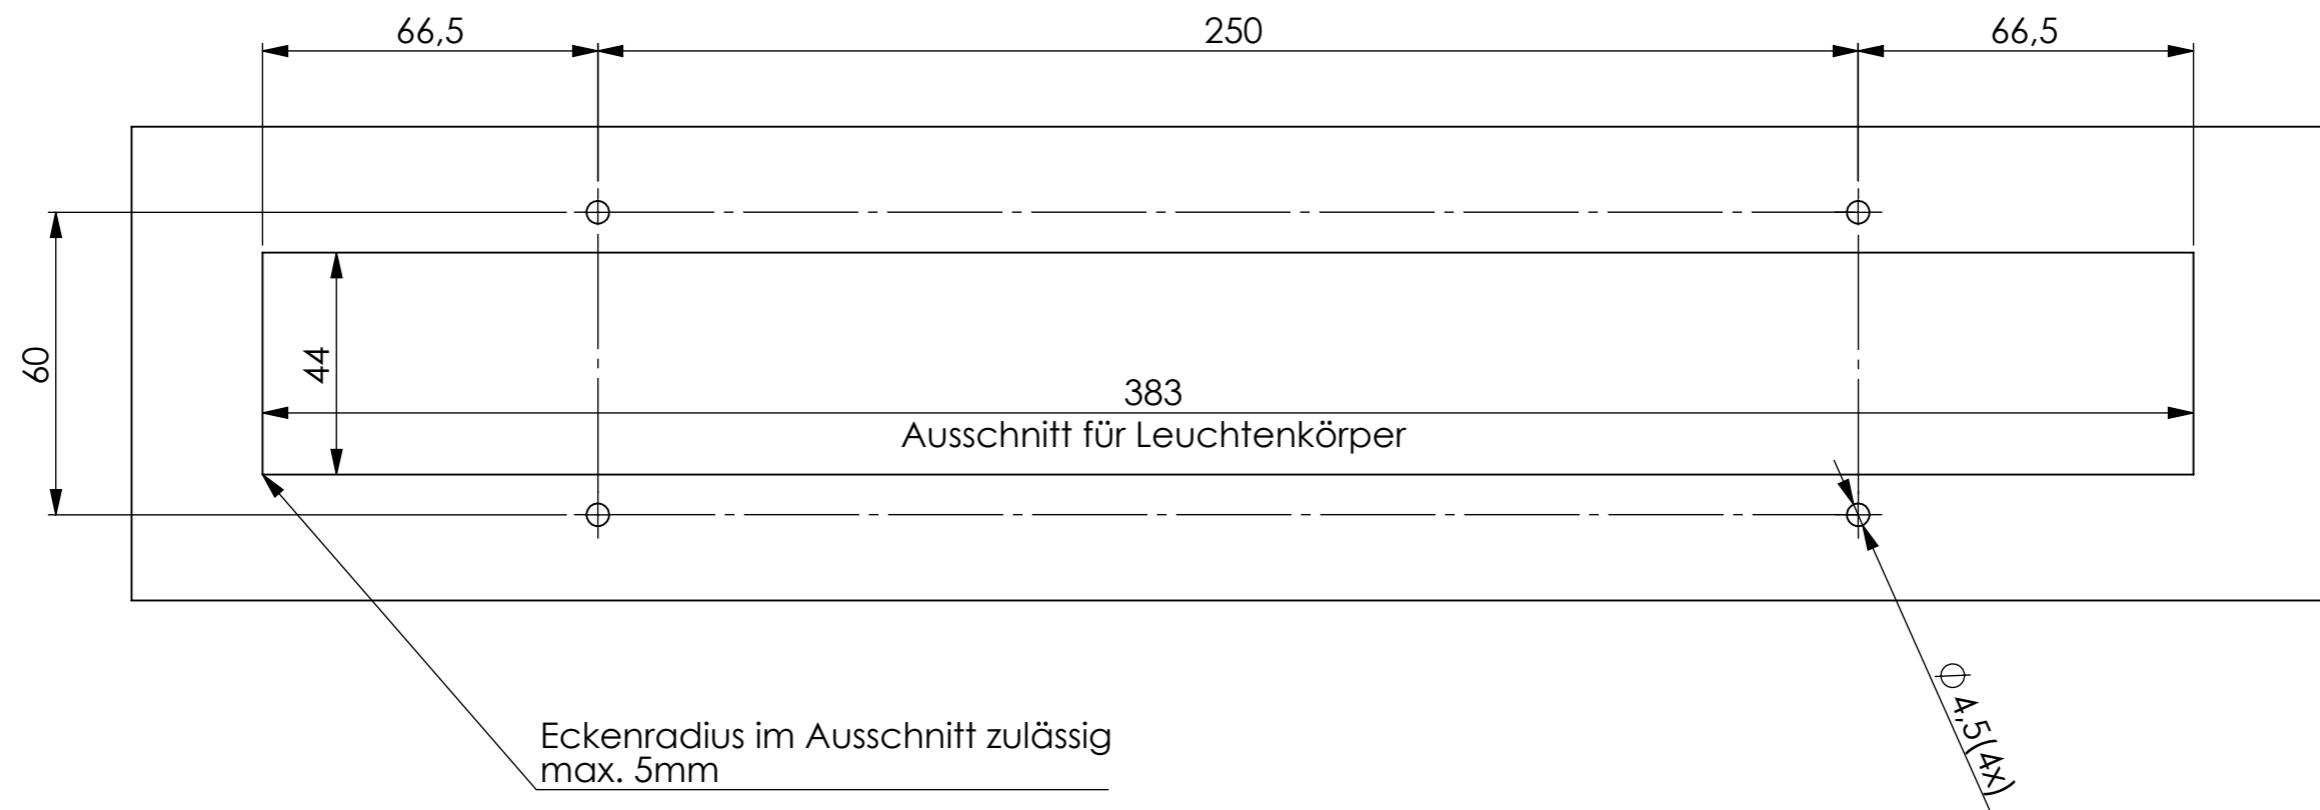 66,5
250
66,5
60
44
383
Ausschnitt für Leuchtenkörper
Eckenradius im Ausschnitt zulässig
max. 5mm
∅ 4,5(4x)